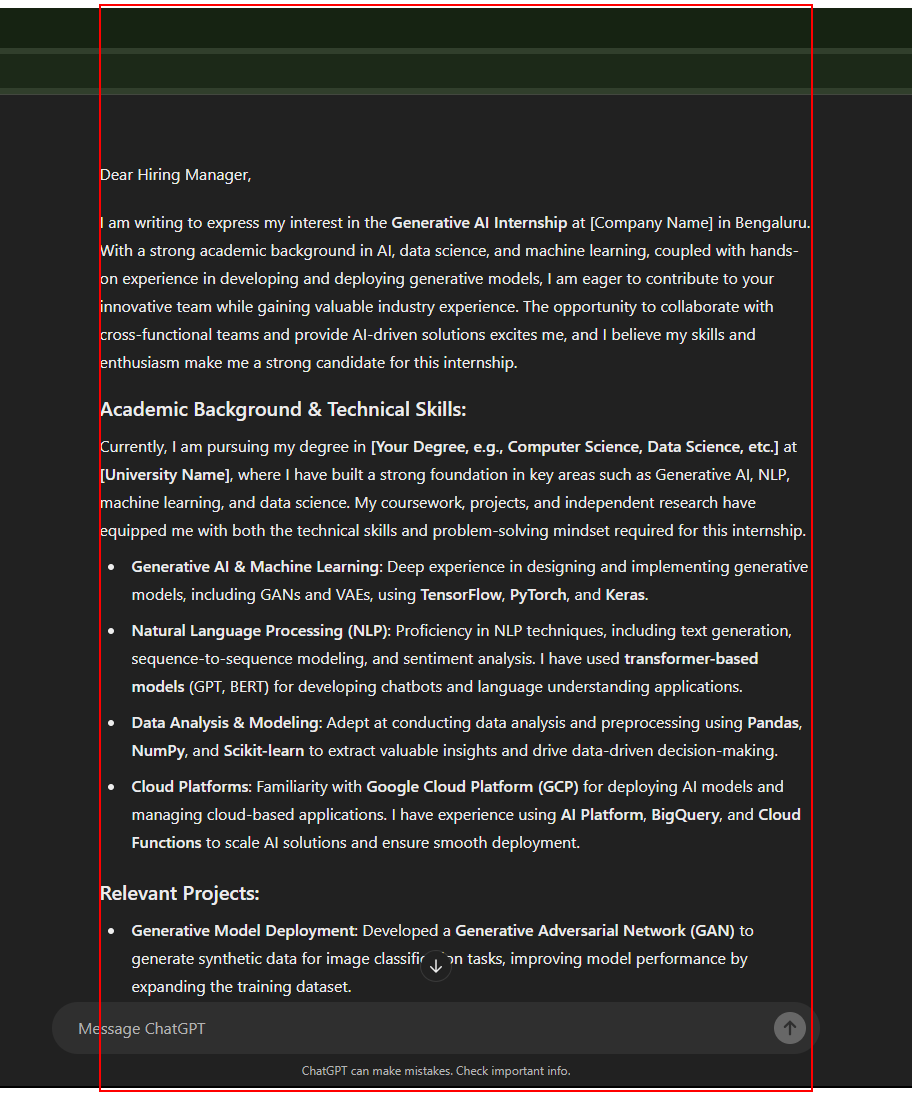 Dear Hiring Manager,
I am writing to express my interest in the Generative AI Internship at [Company Name] in Bengaluru.
With a strong academic background in AI, data science, and machine learning, coupled with hands-
on experience in developing and deploying generative models, I am eager to contribute to your
innovative team while gaining valuable industry experience. The opportunity to collaborate with
cross-functional teams and provide AI-driven solutions excites me, and I believe my skills and
enthusiasm make me a strong candidate for this internship.
Academic Background & Technical Skills:
Currently, I am pursuing my degree in [Your Degree, e.g., Computer Science, Data Science, etc.] at
[University Name], where I have built a strong foundation in key areas such as Generative AI, NLP,
machine learning, and data science. My coursework, projects, and independent research have
equipped me with both the technical skills and problem-solving mindset required for this internship.
• Generative AI & Machine Learning: Deep experience in designing and implementing generative
models, including GANs and VAEs, using TensorFlow, PyTorch, and Keras.
• Natural Language Processing (NLP): Proficiency in NLP techniques, including text generation,
sequence-to-sequence modeling, and sentiment analysis. I have used transformer-based
models (GPT, BERT) for developing chatbots and language understanding applications.
• Data Analysis & Modeling: Adept at conducting data analysis and preprocessing using Pandas,
NumPy, and Scikit-learn to extract valuable insights and drive data-driven decision-making.
• Cloud Platforms: Familiarity with Google Cloud Platform (GCP) for deploying AI models and
managing cloud-based applications. I have experience using AI Platform, BigQuery, and Cloud
Functions to scale AI solutions and ensure smooth deployment.
Relevant Projects:
• Generative Model Deployment: Developed a Generative Adversarial Network (GAN) to
generate synthetic data for image classification tasks, improving model performance by
expanding the training dataset.
Message ChatGPT
ChatGPT can make mistakes. Check important info.